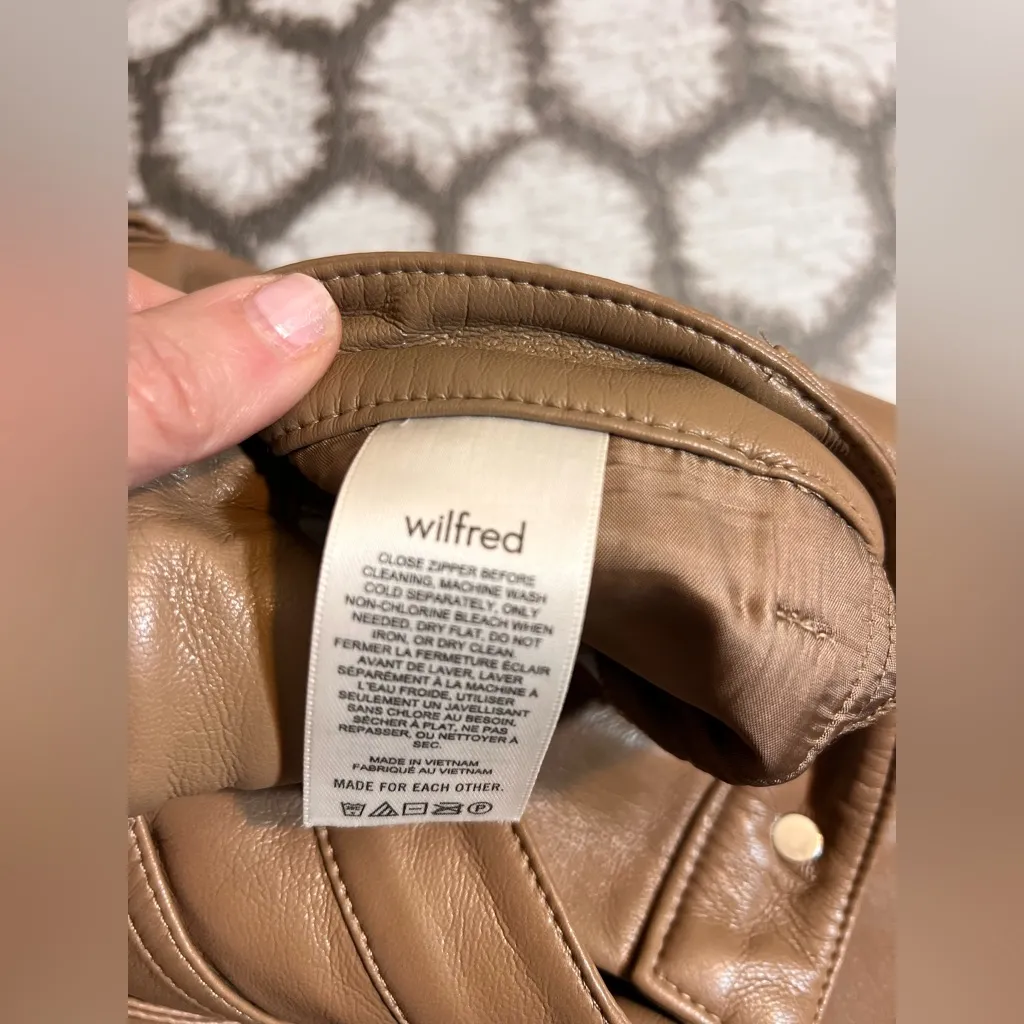 wilfred
CLOSE ZIPPER BEFORE
CLEANING, MACHINE WASH
COLD SEPARATELY, ONLY
NON-CHLORINE BLEACH WHEN
NEEDED, DRY FLAT, DO NOT
IRON, OR DRY CLEAN.
FERMER LA FERMETURE ÉCLAIR
AVANT DE LAVER, LAVER
SÉPARÉMENT À LA MACHINE A
L'EAU FROIDE, UTILISER
SEULEMENT UN JAVELLISANT
SANS CHLORE AU BESOIN.
SÉCHER À PLAT, NE PAS
REPASSER, OU NETTOYER A
SEC.
MADE IN VIETNAM
FABRIQUÉ AU VIETNAM
MADE FOR EACH OTHER.
P